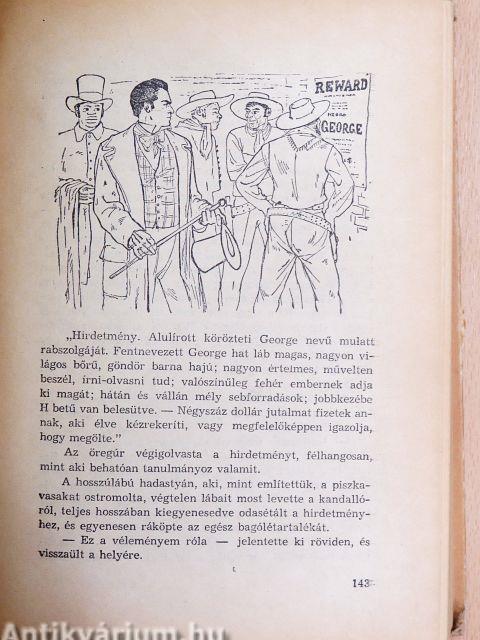 REWARD
NEGRO
GEORGE
„Hirdetmény. Alulírott körözteti George nevű mulatt
rabszolgáját. Fentnevezett George hat láb magas, nagyon vi-
lágos bőrű, göndör barna hajú; nagyon értelmes, művelten
beszél, írni-olvasni tud; valószínűleg fehér embernek adja
ki magát; hátán és vállán mély sebforradások; jobbkezébe
H betű van belesütve. — Négyszáz dollár jutalmat fizetek an-
nak, aki élve kézrekeríti, vagy megfelelőképpen igazolja,
hogy megölte.”
Az öregúr végigolvasta a hirdetményt, félhangosan,
mint aki behatóan tanulmányoz valamit.
A hosszúlábú hadastyán, aki, mint említettük, a piszka-
vasakat ostromolta, végtelen lábait most levette a kandalló-
ról, teljes hosszában kiegyenesedve odasétált a hirdetmény-
hez, és egyenesen ráköpte az egész bagólétartalékát.
— Ez a véleményem róla — jelentette ki röviden, és
visszaült a helyére.
143
Antikvárium.hu